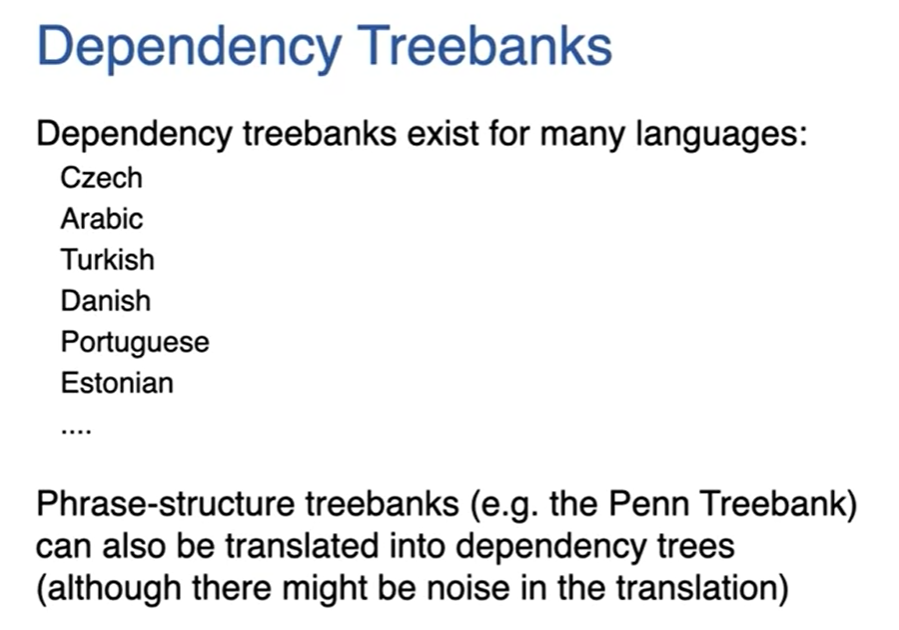 Dependency Treebanks
Dependency treebanks exist for many languages:
Czech
Arabic
Turkish
Danish
Portuguese
Estonian
....
Phrase-structure treebanks (e.g. the Penn Treebank)
can also be translated into dependency trees
(although there might be noise in the translation)